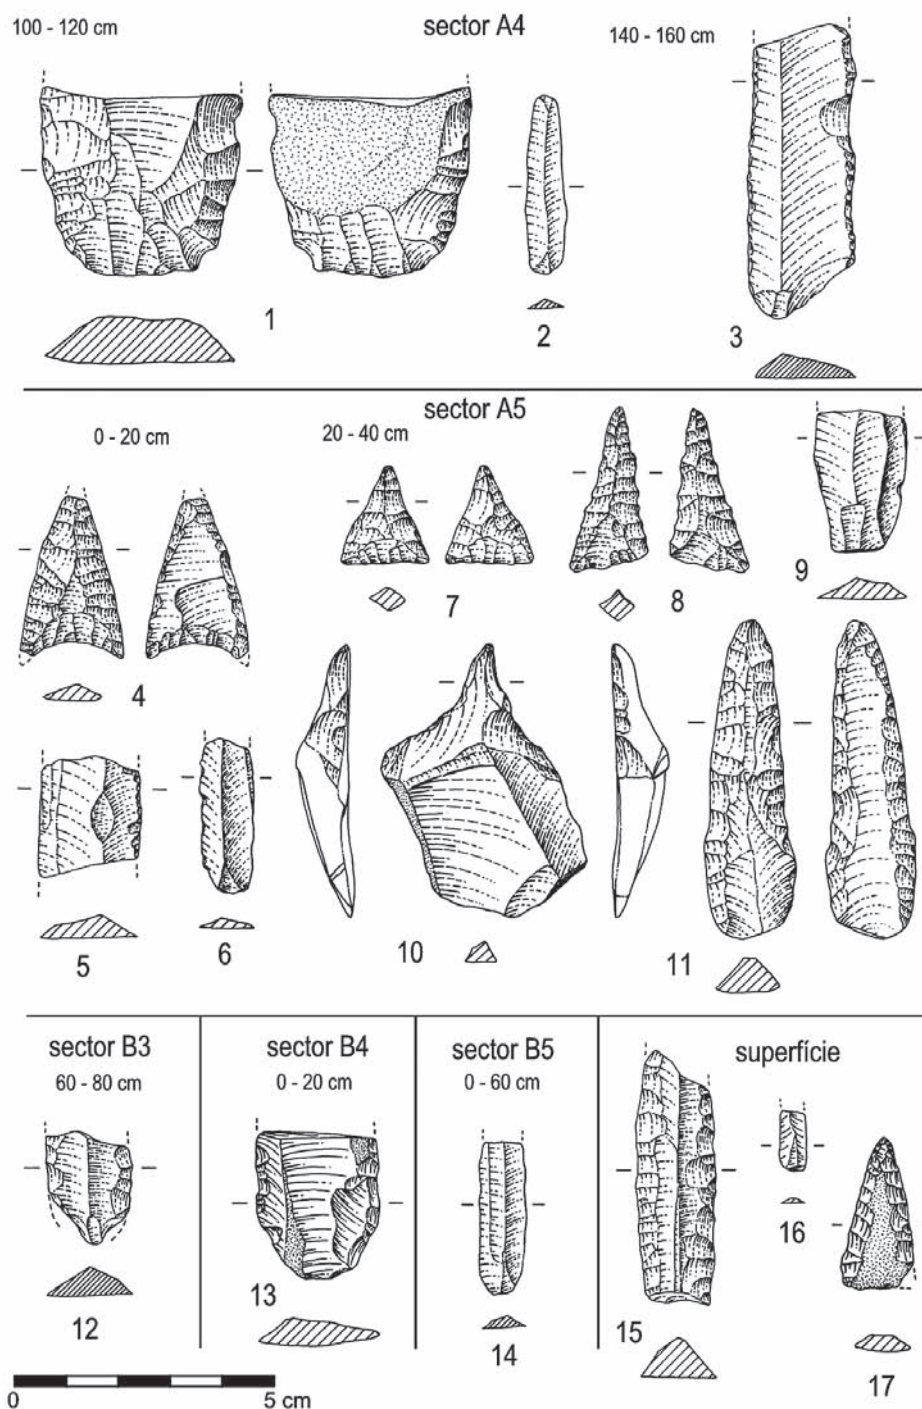 100 - 120 cm
sector A4
140 - 160 cm
1
2
3
sector A5
0 - 20 cm
20 - 40 cm
4
7
8
9
5
6
10
11
sector B3
60 - 80 cm
12
sector B4
0 - 20 cm
13
sector B5
0 - 60 cm
14
superfície
15
16
17
0
5 cm